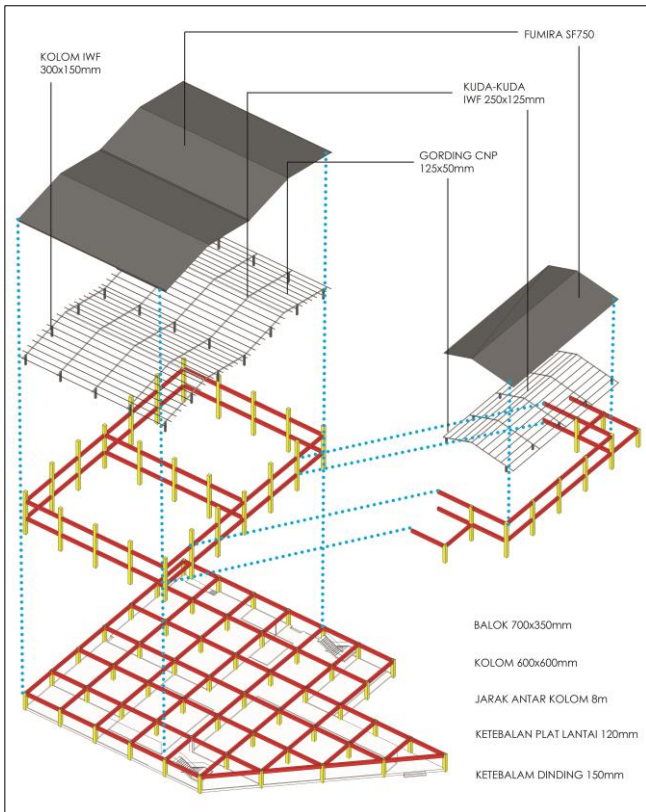 FUMIRA SF750
KOLOM IWF
300x150mm
KUDA-KUDA
IWF 250x125mm
GORDING CNP
125x50mm
BALOK 700x350mm
KOLOM 600x600mm
JARAK ANTAR KOLOM 8m
KETEBALAN PLAT LANTAI 120mm
KETEBALAM DINDING 150mm